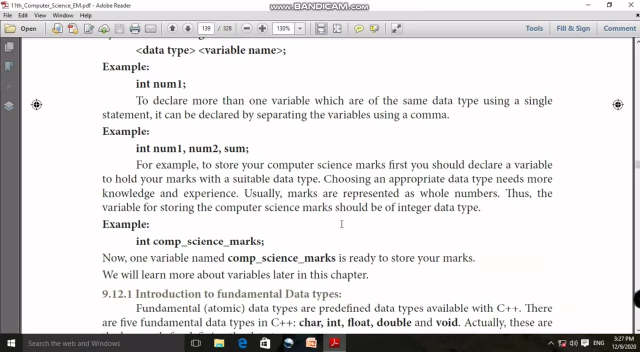 11th_Computer_Science_EM.pdf - Adobe Reader
www.BANDICAM.com
File Edit View Window Help
Open 139 / 328 130% Tools Fill & Sign Comment
<data type> <variable name>;
Example:
int num1;
To declare more than one variable which are of the same data type using a single
statement, it can be declared by separating the variables using a comma.
Example:
int num1, num2, sum;
For example, to store your computer science marks first you should declare a variable
to hold your marks with a suitable data type. Choosing an appropriate data type needs more
knowledge and experience. Usually, marks are represented as whole numbers. Thus, the
variable for storing the computer science marks should be of integer data type.
Example:
int comp_science_marks;
Now, one variable named comp_science_marks is ready to store your marks.
We will learn more about variables later in this chapter.
9.12.1 Introduction to fundamental Data types:
Fundamental (atomic) data types are predefined data types available with C++. There
are five fundamental data types in C++: char, int, float, double and void. Actually, these are
Search Windows
ENG
3:27 PM
12/9/2020